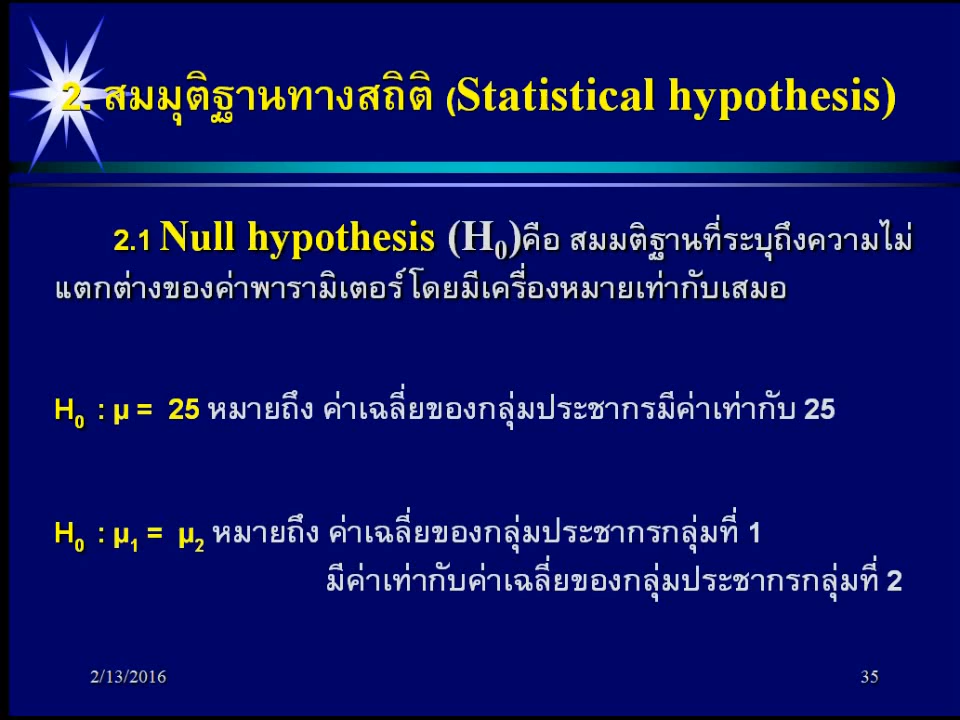 2. สมมุติฐานทางสถิติ (Statistical hypothesis)
2.1 Null hypothesis (H₀)คือ สมมติฐานที่ระบุถึงความไม่
แตกต่างของค่าพารามิเตอร์ โดยมีเครื่องหมายเท่ากับเสมอ
H₀ : µ = 25 หมายถึง ค่าเฉลี่ยของกลุ่มประชากรมีค่าเท่ากับ 25
H₀ : µ₁ = µ₂ หมายถึง ค่าเฉลี่ยของกลุ่มประชากรกลุ่มที่ 1
มีค่าเท่ากับค่าเฉลี่ยของกลุ่มประชากรกลุ่มที่ 2
2/13/2016
35